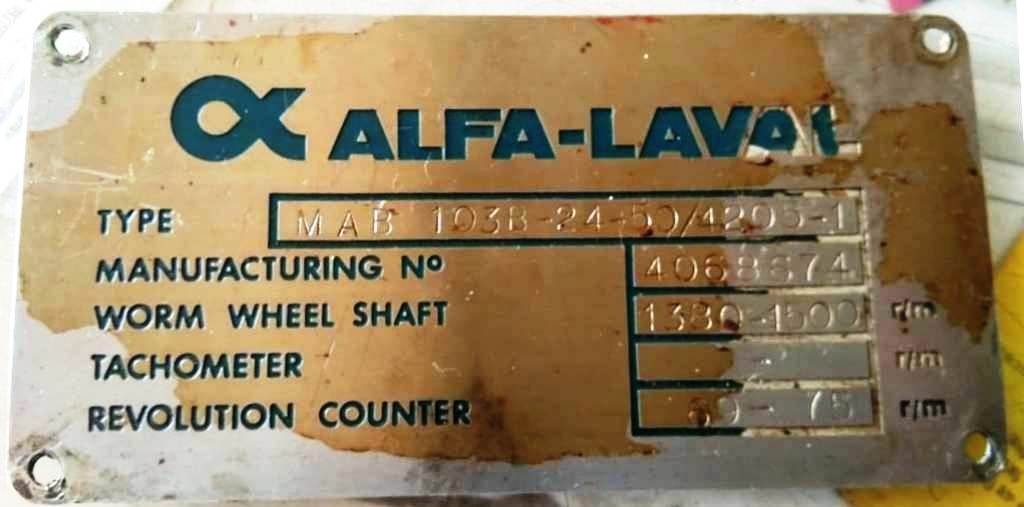 ALFA-LAVAL
TYPE MAB 103B-24-50/4205-1
MANUFACTURING Nº 4068674
WORM WHEEL SHAFT 1380-1500 r/m
TACHOMETER r/m
REVOLUTION COUNTER 69-75 r/m